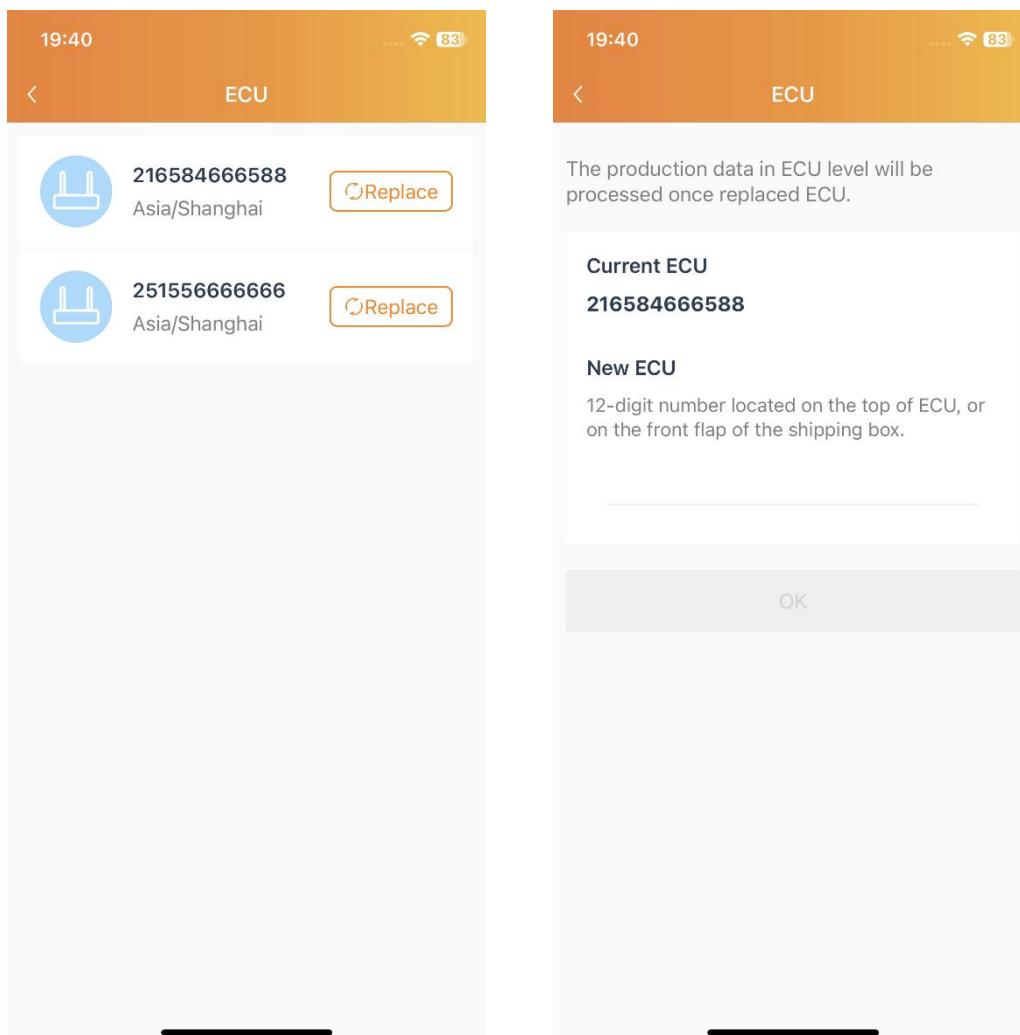 19:40
83
ECU
216584666588
Replace
Asia/Shanghai
251556666666
Replace
Asia/Shanghai
19:40
83
ECU
The production data in ECU level will be
processed once replaced ECU.
Current ECU
216584666588
New ECU
12-digit number located on the top of ECU, or
on the front flap of the shipping box.
OK